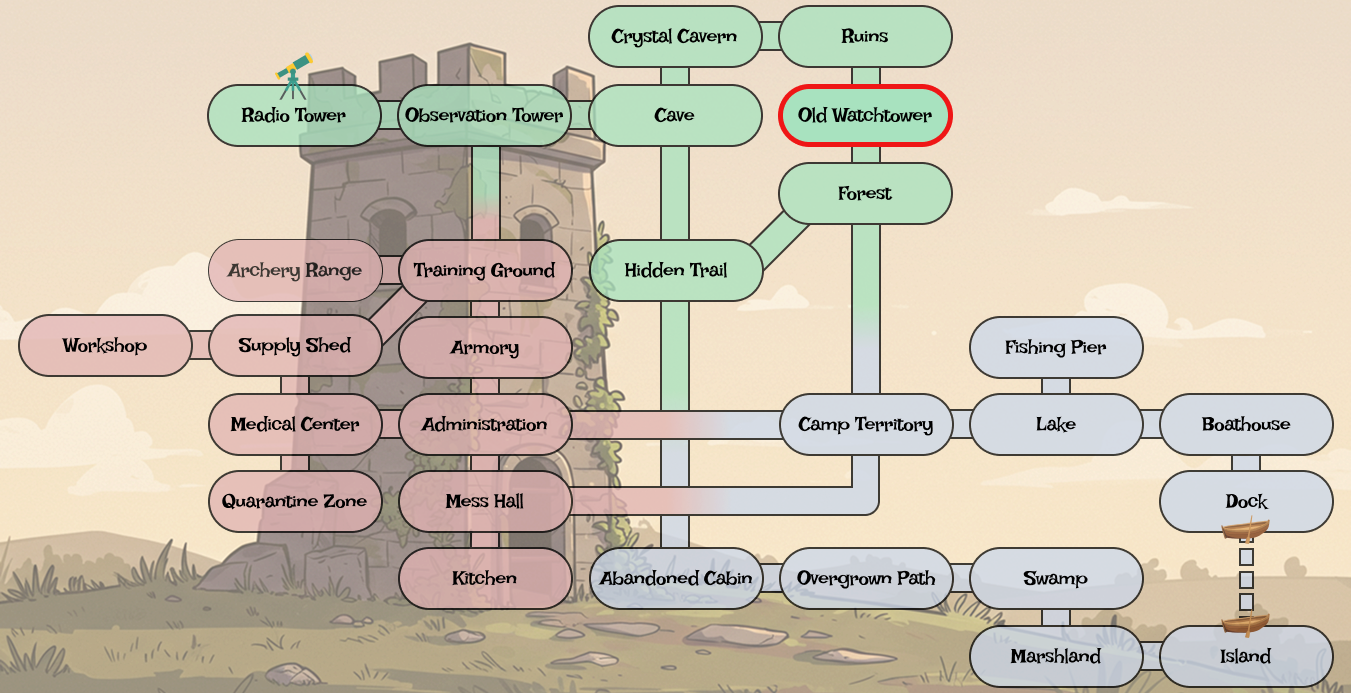 Crystal Cavern
Ruins
Radio Tower
Observation Tower
Cave
Old Watchtower
Forest
Archery Range
Training Ground
Hidden Trail
Workshop
Supply Shed
Armory
Fishing Pier
Medical Center
Administration
Camp Territory
Lake
Boathouse
Quarantine Zone
Mess Hall
Dock
Kitchen
Abandoned Cabin
Overgrown Path
Swamp
Marshland
Island